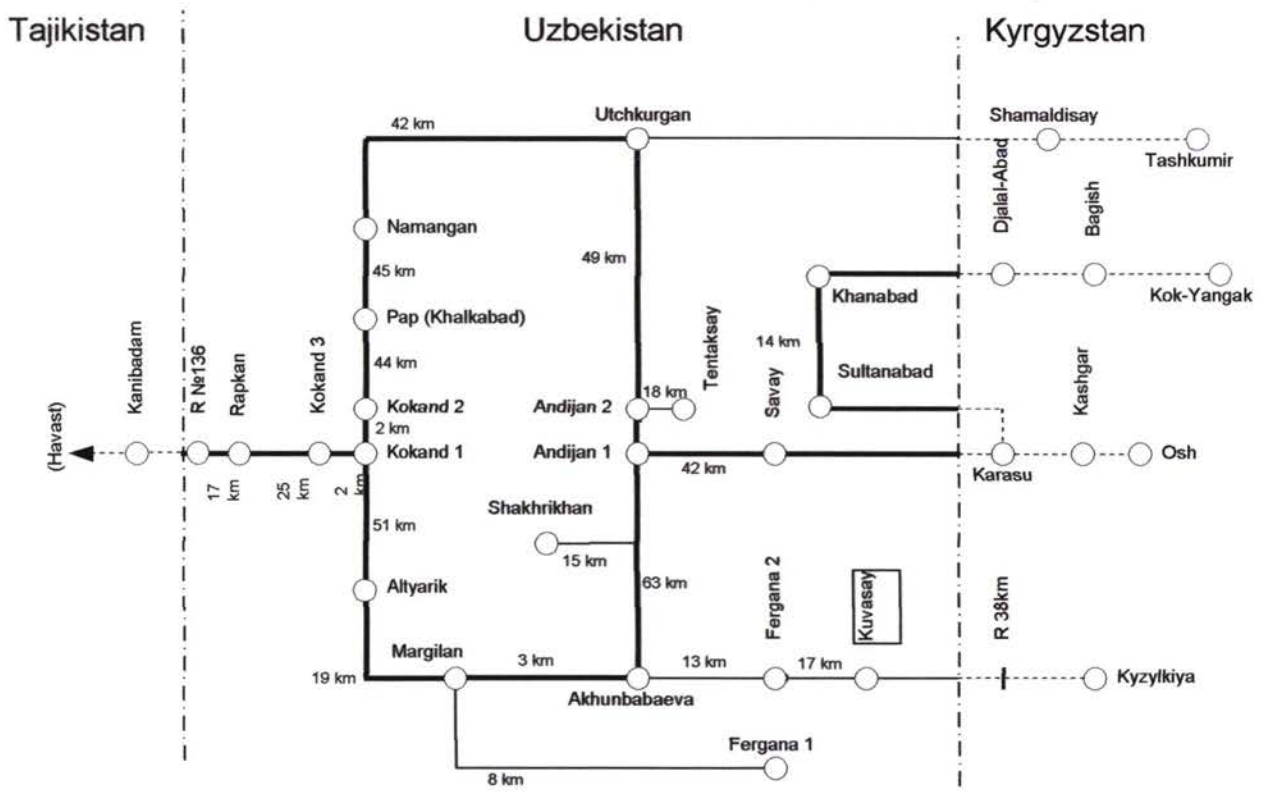 Tajikistan
Uzbekistan
Kyrgyzstan
42 km
Utchkurgan
Shamaldisay
Tashkumir
Djalal-Abad
Bagish
Namangan
45 km
49 km
Khanabad
Kok-Yangak
Pap (Khalkabad)
Kanibadam
R №136
Rapkan
Kokand 3
44 km
14 km
Tentaksay
Savay
Sultanabad
Kashgar
18 km
Kokand 2
Andijan 2
2 km
(Havast)
Kokand 1
Andijan 1
42 km
Karasu
Osh
17
km
25
km
2
km
51 km
Shakhrikhan
15 km
63 km
Altyarik
Fergana 2
Kuvasay
R 38km
Margilan
3 km
13 km
17 km
19 km
Akhunbabaeva
Kyzylkiya
Fergana 1
8 km